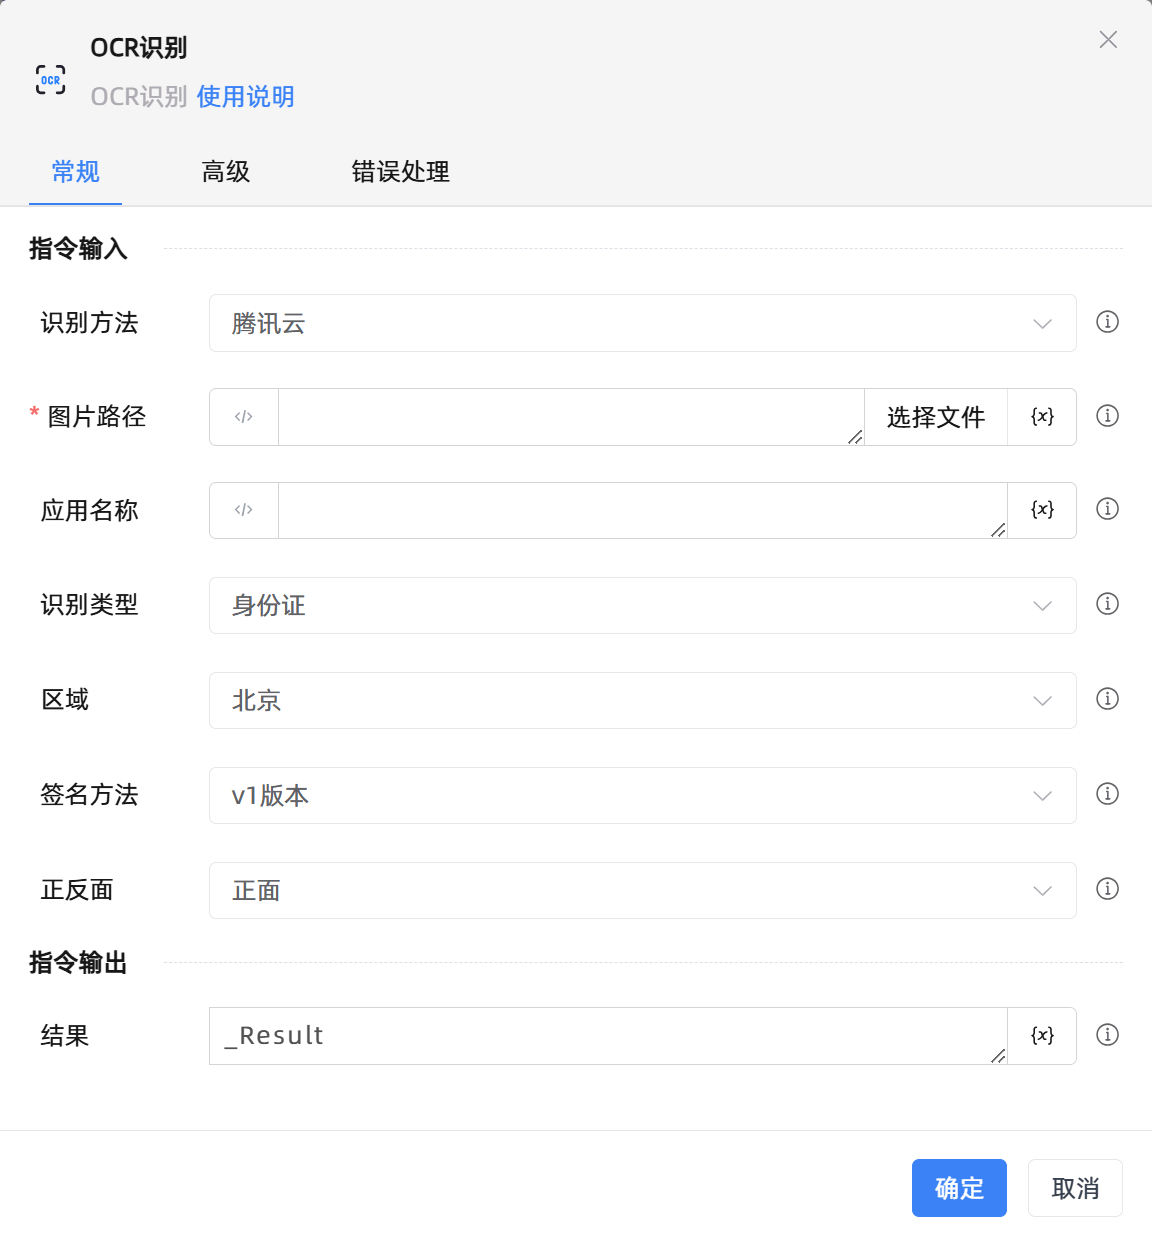 OCR识别
OCR
OCR识别 使用说明
常规 高级 错误处理
指令输入
识别方法 腾讯云
* 图片路径 </> 选择文件 {x}
应用名称 </> {x}
识别类型 身份证
区域 北京
签名方法 v1版本
正反面 正面
指令输出
结果 _Result {x}
确定 取消